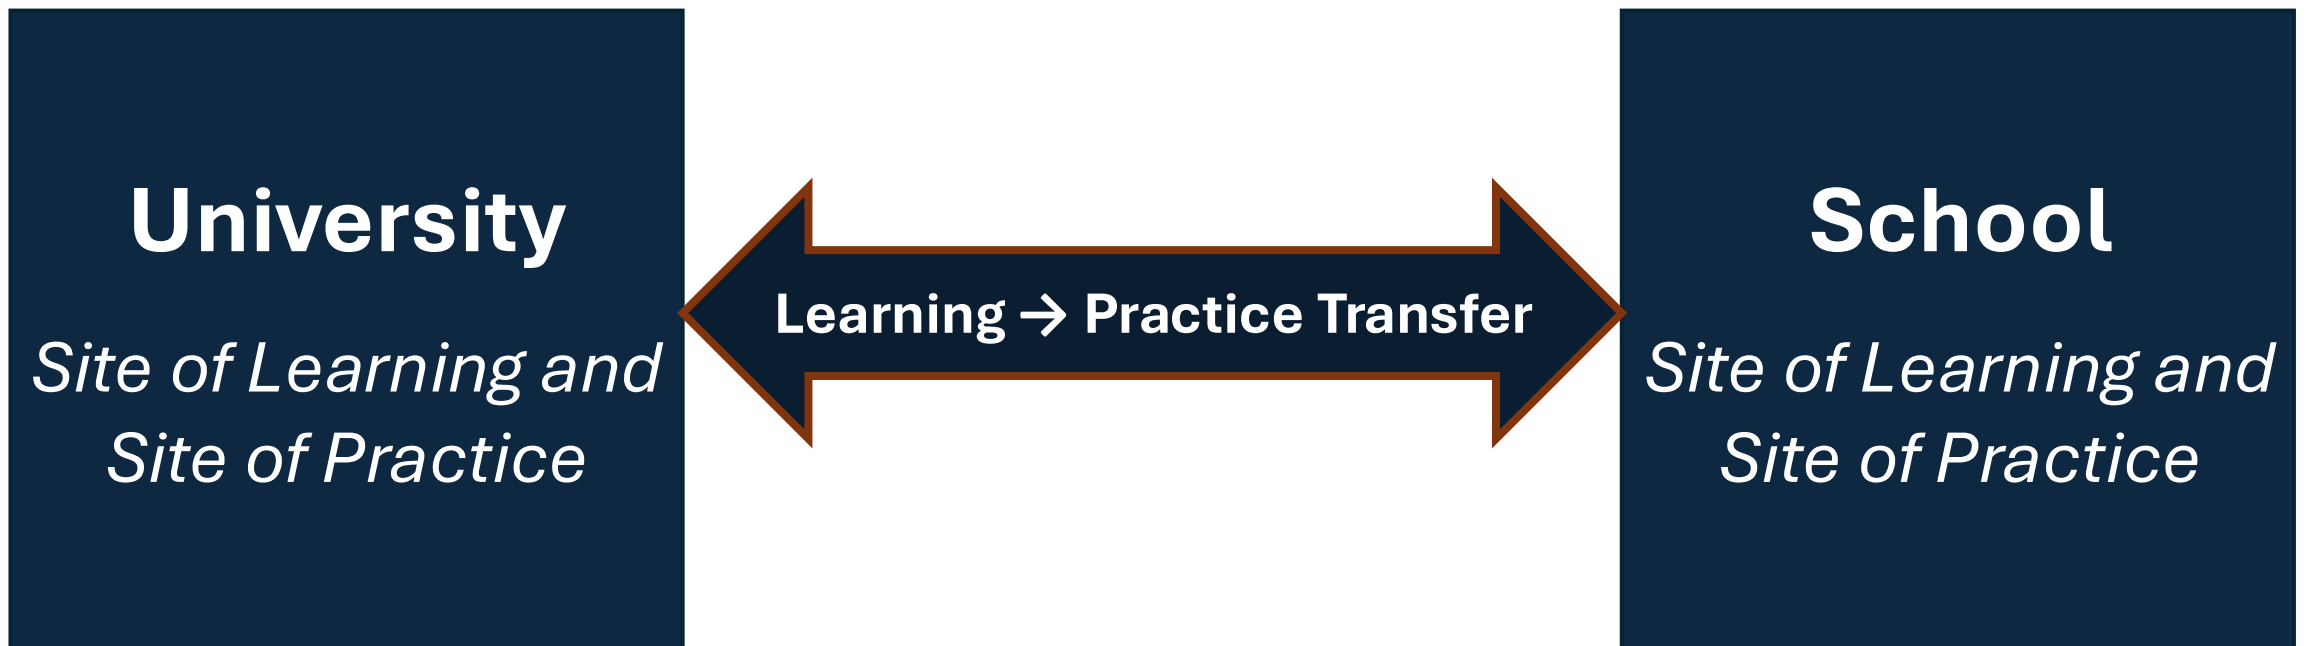 University
Site of Learning and
Site of Practice
Learning → Practice Transfer
School
Site of Learning and
Site of Practice